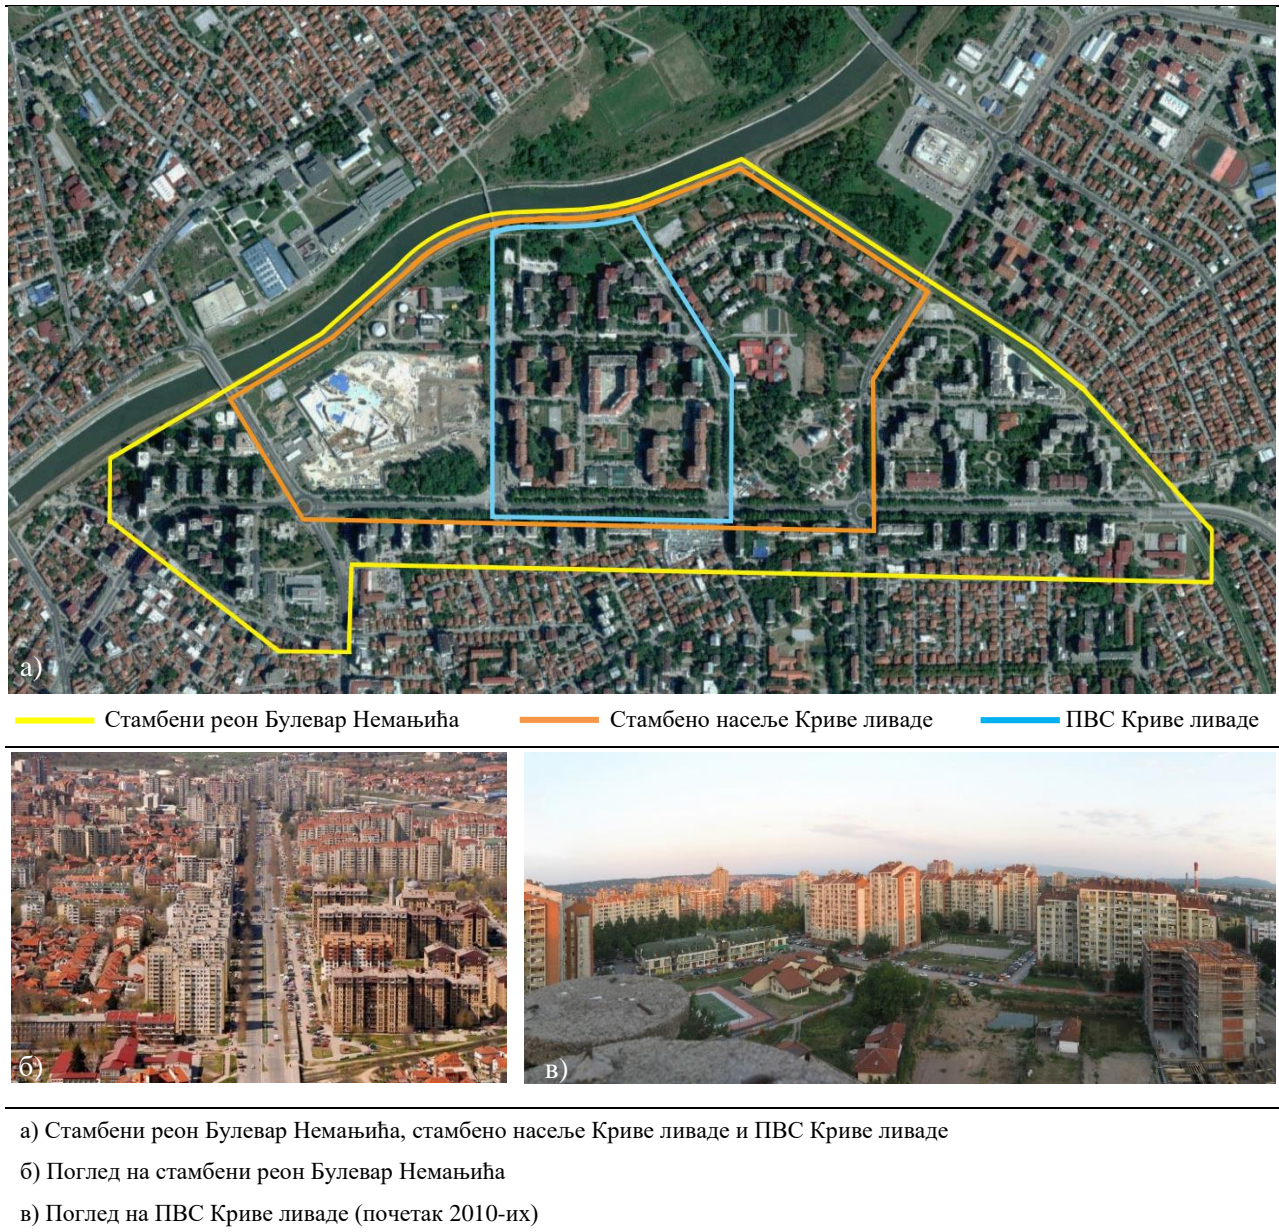 а)
Стамбени реон Булевар Немањића Стамбено насеље Криве ливаде ПВС Криве ливаде
б) в)
а) Стамбени реон Булевар Немањића, стамбено насеље Криве ливаде и ПВС Криве ливаде
б) Поглед на стамбени реон Булевар Немањића
в) Поглед на ПВС Криве ливаде (почетак 2010-их)